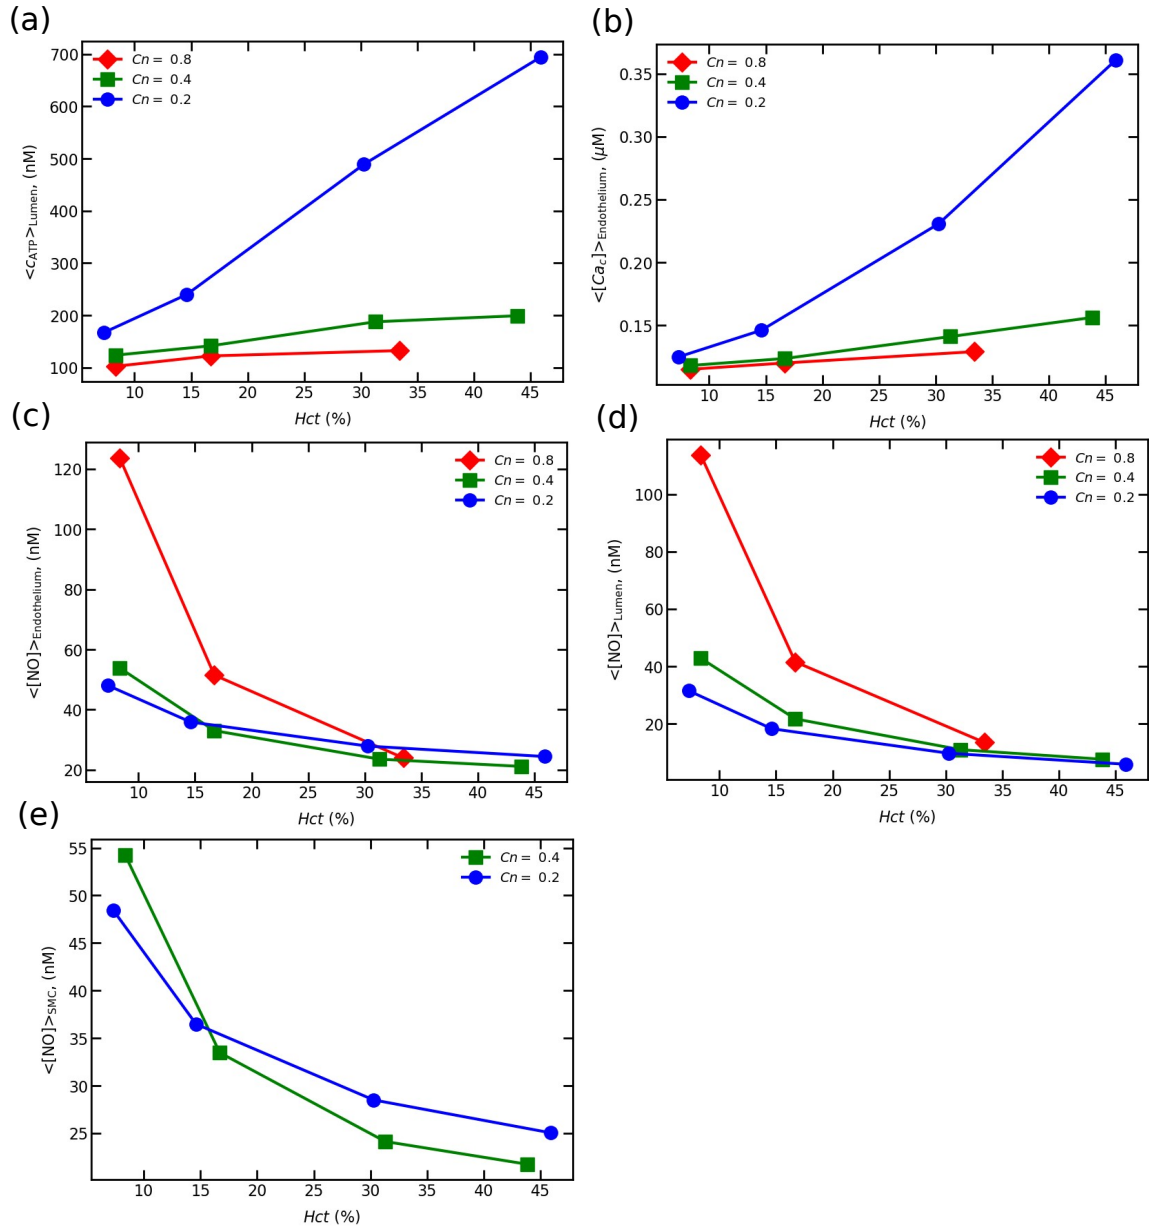 (a)
700
600
500
400
300
200
100
<c_ATP>_Lumen, (nM)
Cn = 0.8
Cn = 0.4
Cn = 0.2
10 15 20 25 30 35 40 45
Hct (%)
(b)
0.35
0.30
0.25
0.20
0.15
<[Ca_c]>_Endothelium, (μM)
Cn = 0.8
Cn = 0.4
Cn = 0.2
10 15 20 25 30 35 40 45
Hct (%)
(c)
120
100
80
60
40
20
<[NO]>_Endothelium, (nM)
Cn = 0.8
Cn = 0.4
Cn = 0.2
10 15 20 25 30 35 40 45
Hct (%)
(d)
100
80
60
40
20
<[NO]>_Lumen, (nM)
Cn = 0.8
Cn = 0.4
Cn = 0.2
10 15 20 25 30 35 40 45
Hct (%)
(e)
55
50
45
40
35
30
25
<[NO]>_SMC, (nM)
Cn = 0.4
Cn = 0.2
10 15 20 25 30 35 40 45
Hct (%)